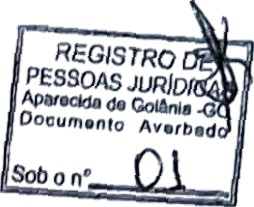 REGISTRO DE
PESSOAS JURÍDICAS
Aparecida de Goiânia -GO
Documento Averbado
Sob o nº 01